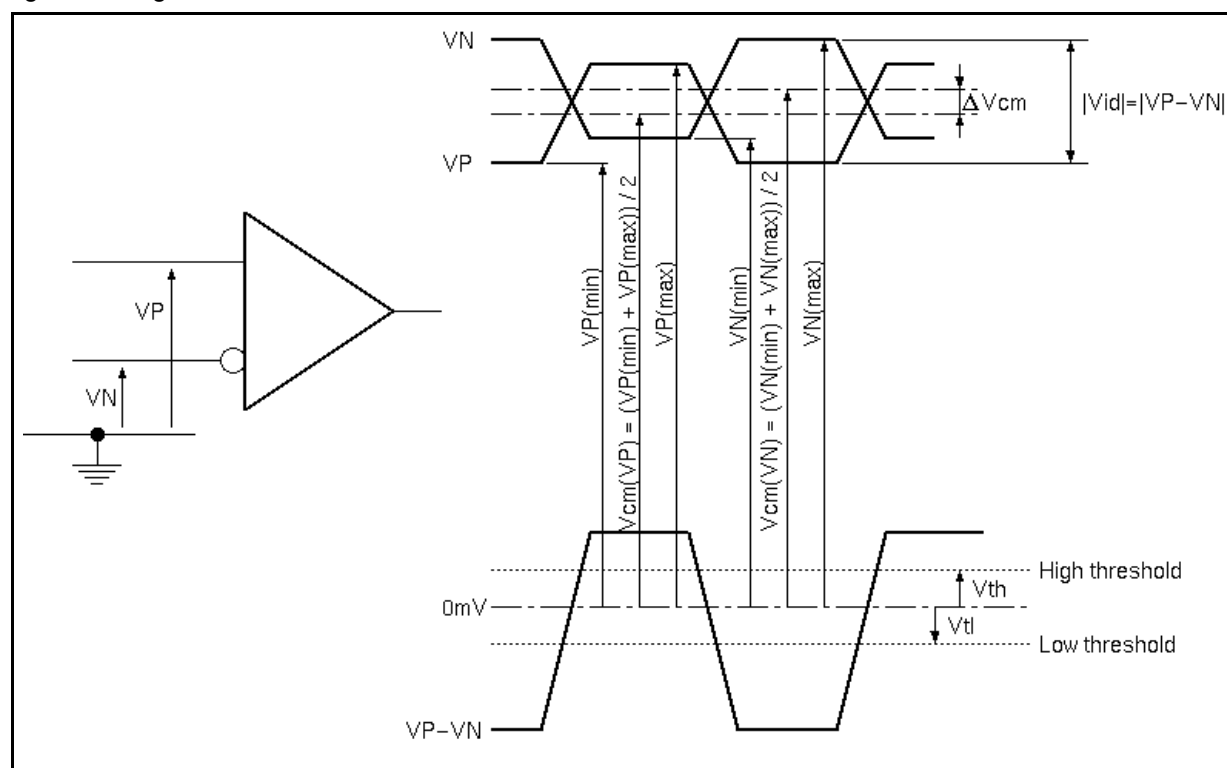 VN
VP
ΔVcm
|Vid|=|VP−VN|
VP
VN
VP(min)
Vcm(VP) = (VP(min) + VP(max)) / 2
VP(max)
VN(min)
Vcm(VN) = (VN(min) + VN(max)) / 2
VN(max)
High threshold
Vth
0mV
Vtl
Low threshold
VP−VN